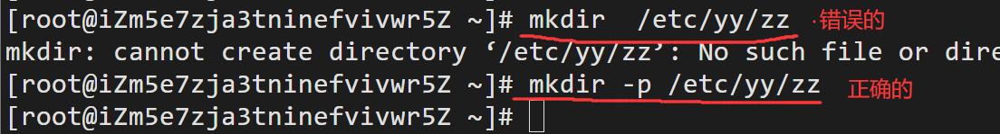 [root@iZm5e7zja3tninefvivwr5Z ~]# mkdir  /etc/yy/zz 错误的
mkdir: cannot create directory ‘/etc/yy/zz’: No such file or dire
[root@iZm5e7zja3tninefvivwr5Z ~]# mkdir -p /etc/yy/zz 正确的
[root@iZm5e7zja3tninefvivwr5Z ~]#